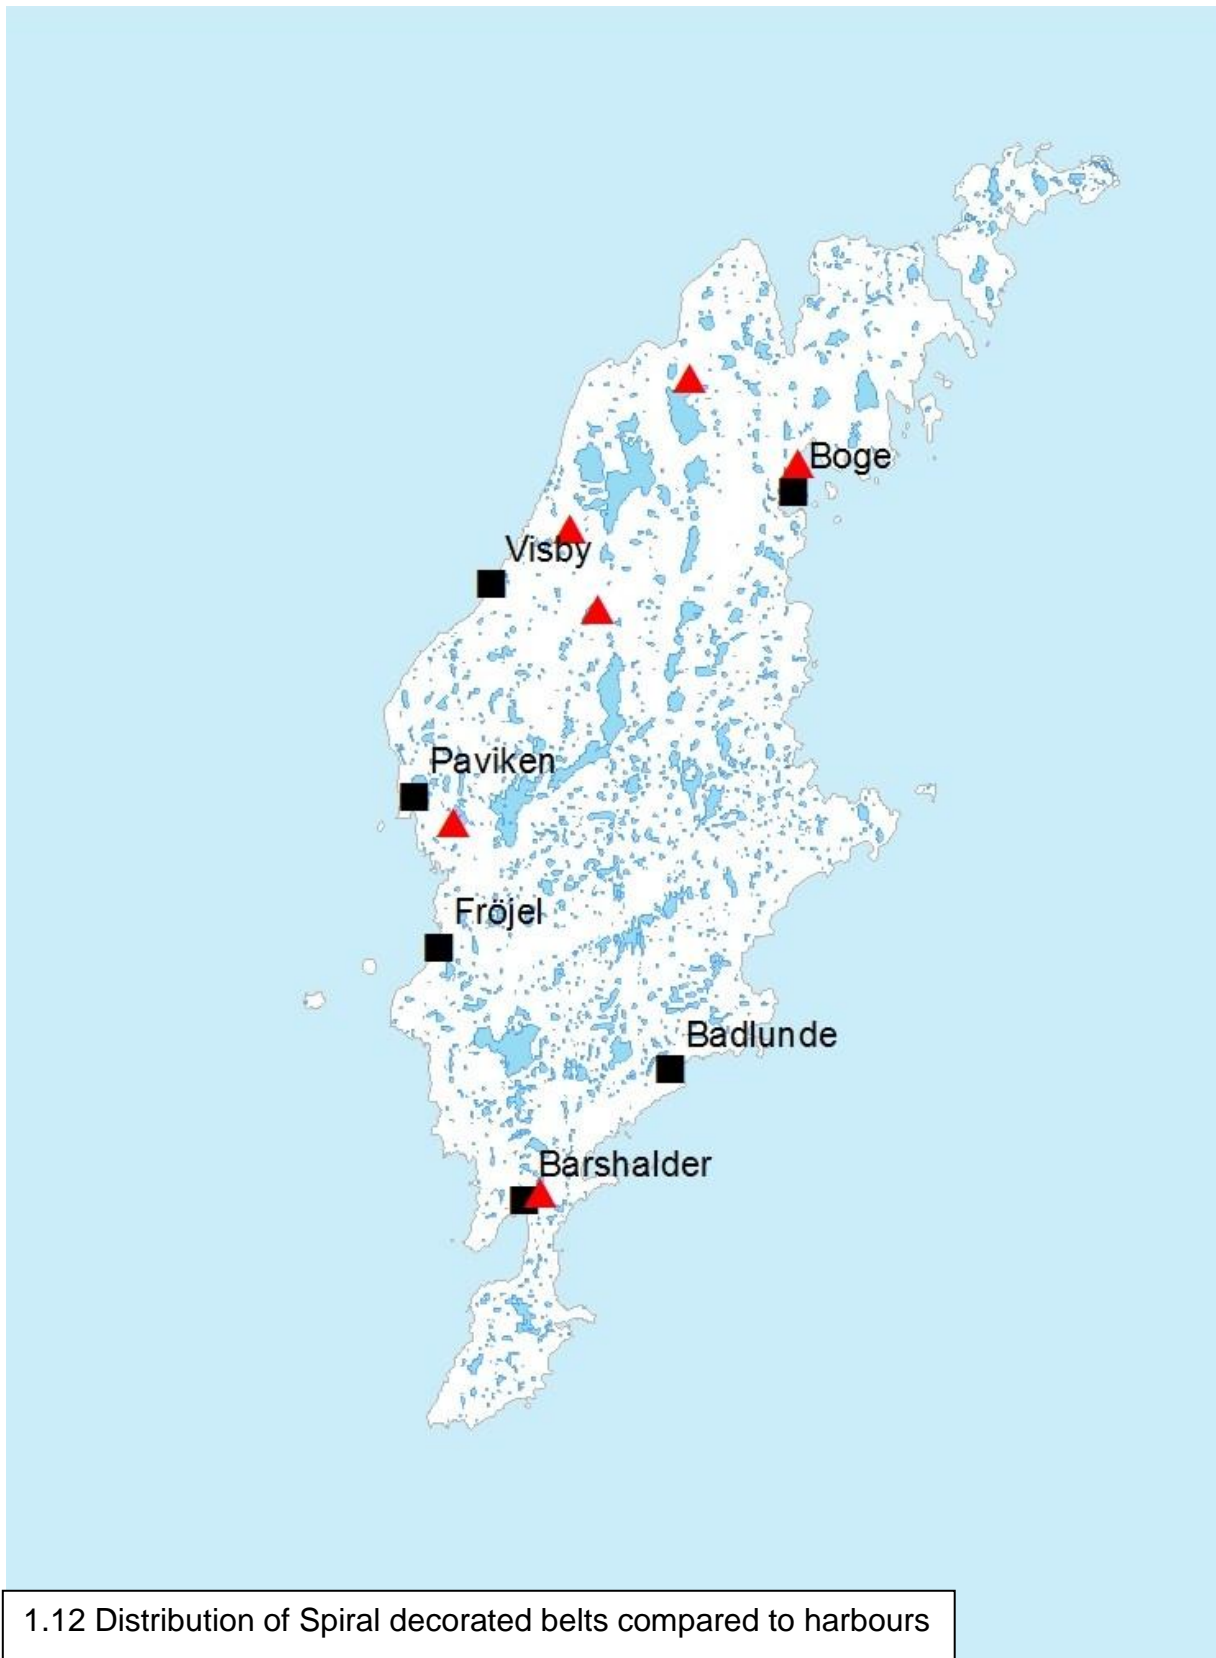 Boge
Visby
Paviken
Fröjel
Badlunde
Barshalder
1.12 Distribution of Spiral decorated belts compared to harbours